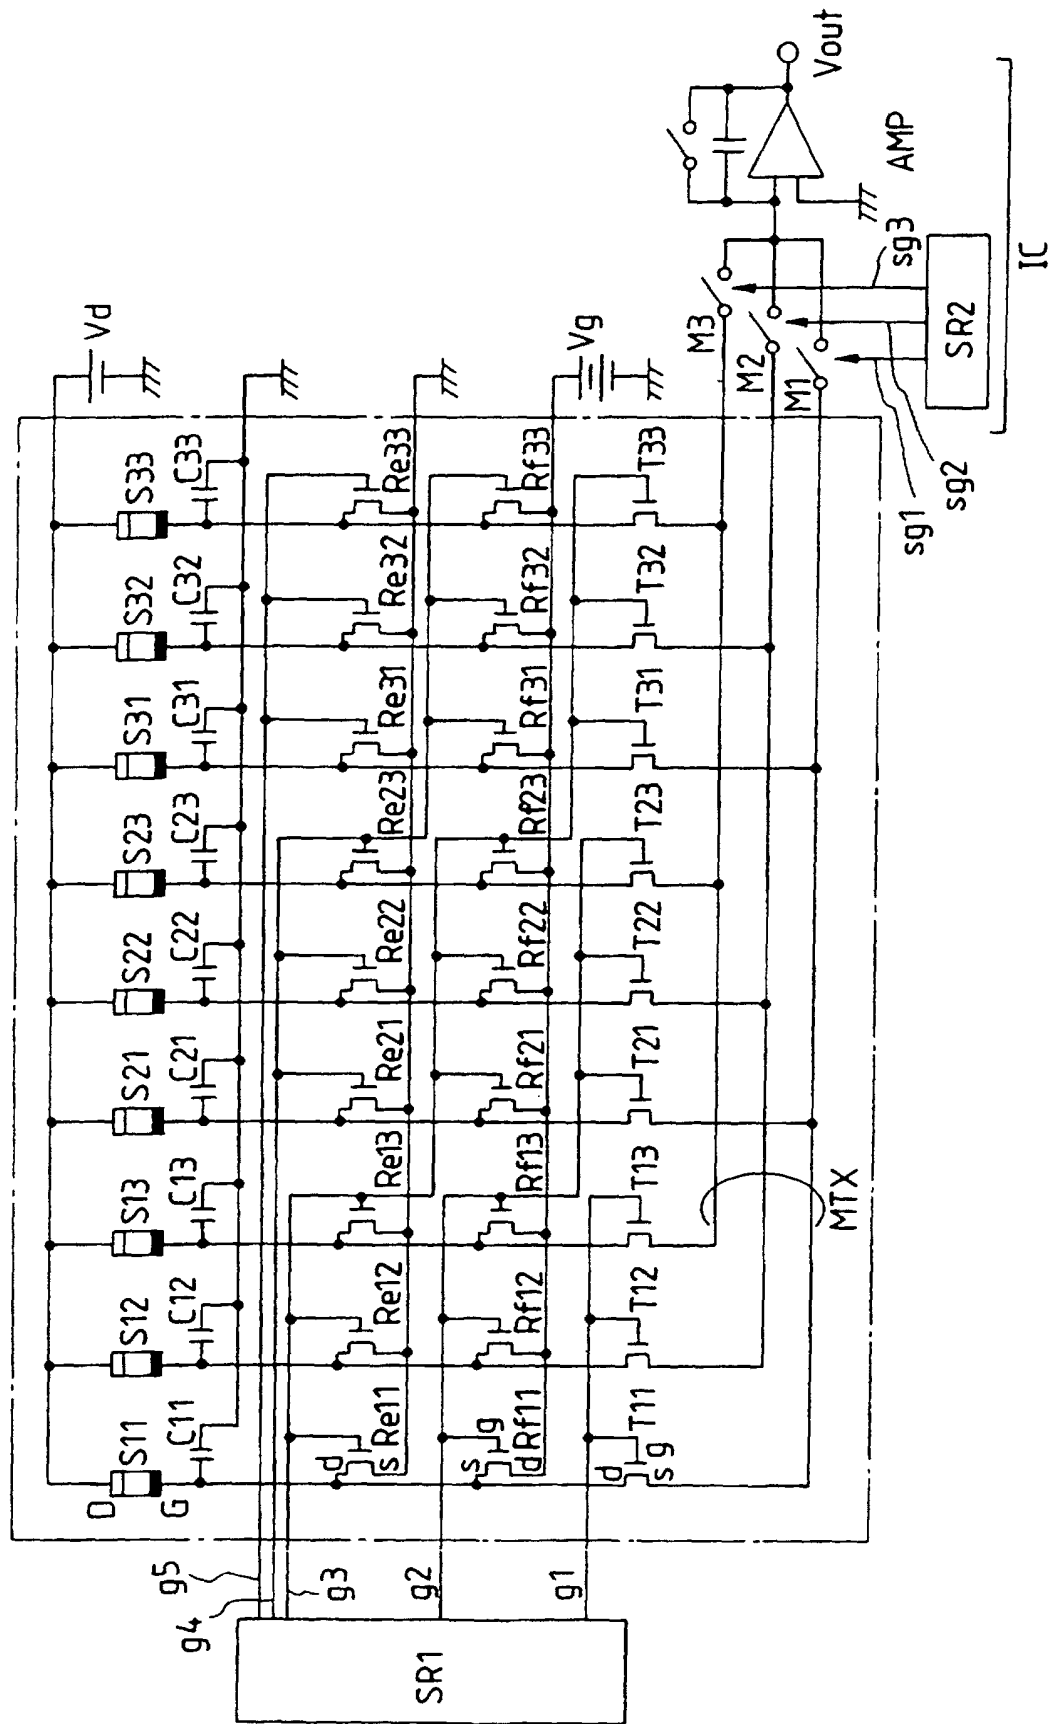 SR1
g5
g4
g3
g2
g1
D
G
S11
S12
S13
S21
S22
S23
S31
S32
S33
C11
C12
C13
C21
C22
C23
C31
C32
C33
Vd
d
s
Re11
Re12
Re13
Re21
Re22
Re23
Re31
Re32
Re33
s
g
d
Rf11
Rf12
Rf13
Rf21
Rf22
Rf23
Rf31
Rf32
Rf33
Vg
d
g
s
T11
T12
T13
T21
T22
T23
T31
T32
T33
MTX
M3
M2
M1
sg1
sg2
sg3
SR2
AMP
Vout
IC